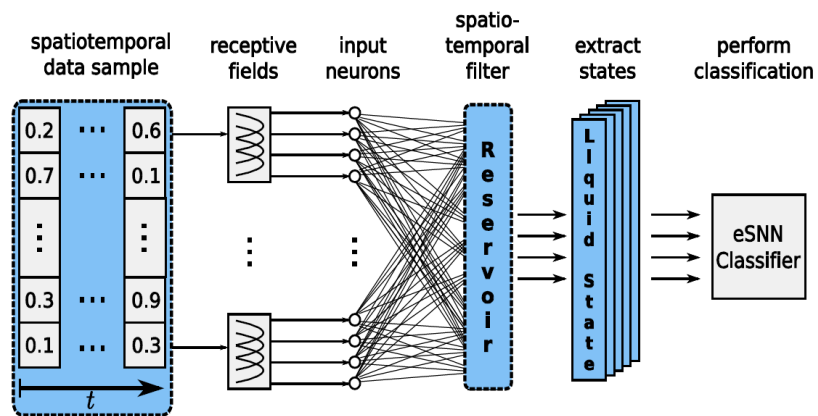 spatiotemporal
data sample
receptive
fields
input
neurons
spatio-
temporal
filter
extract
states
perform
classification
0.2 ... 0.6
0.7 ... 0.1
0.3 ... 0.9
0.1 ... 0.3
t
Reservoir
LIquid State
eSNN
Classifier